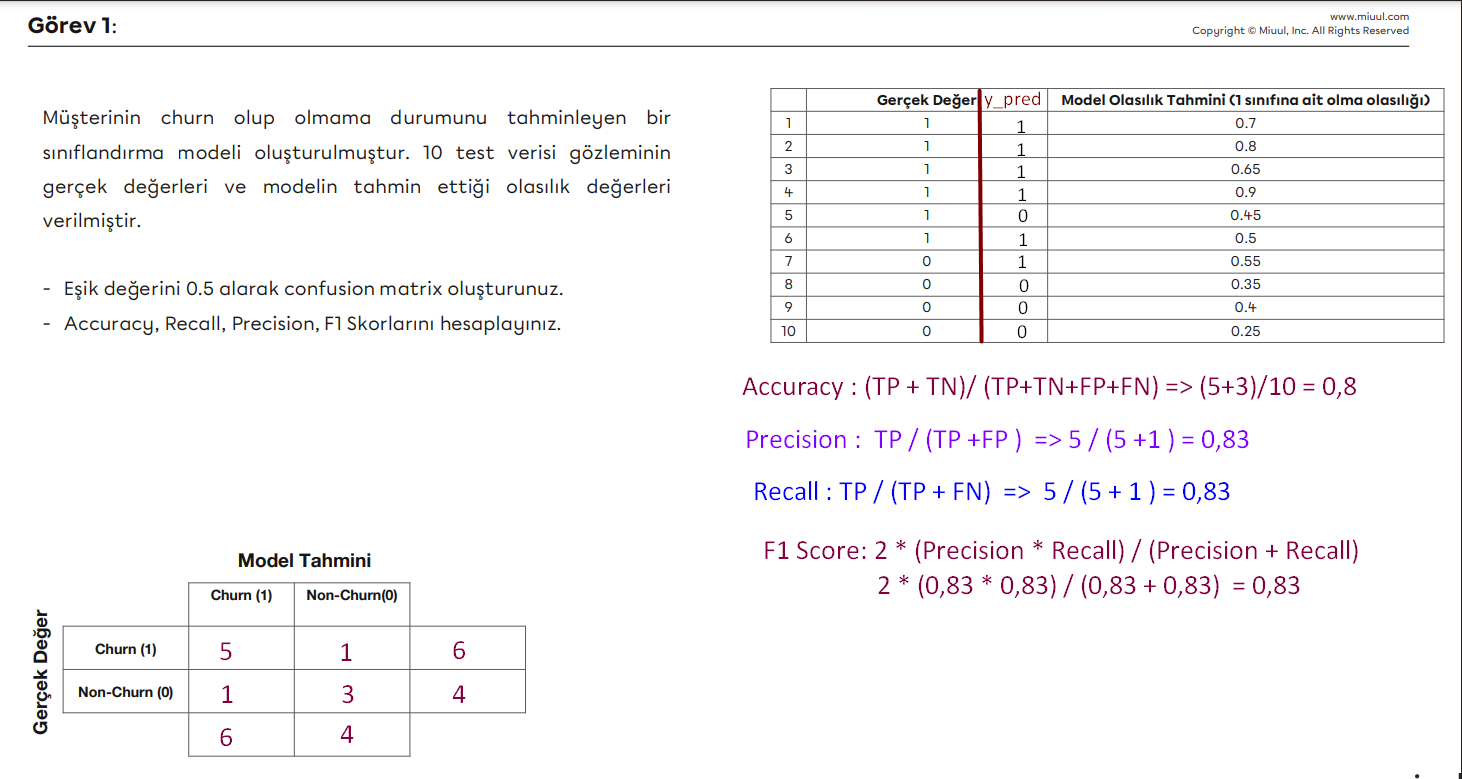 Görev 1:
www.miuul.com
Copyright © Miuul, Inc. All Rights Reserved
Müşterinin churn olup olmama durumunu tahminleyen bir
sınıflandırma modeli oluşturulmuştur. 10 test verisi gözleminin
gerçek değerleri ve modelin tahmin ettiği olasılık değerleri
verilmiştir.
- Eşik değerini 0.5 alarak confusion matrix oluşturunuz.
- Accuracy, Recall, Precision, F1 Skorlarını hesaplayınız.
Gerçek Değer y_pred Model Olasılık Tahmini (1 sınıfına ait olma olasılığı)
1 1 1 0.7
2 1 1 0.8
3 1 1 0.65
4 1 1 0.9
5 1 0 0.45
6 1 1 0.5
7 0 1 0.55
8 0 0 0.35
9 0 0 0.4
10 0 0 0.25
Accuracy : (TP + TN)/ (TP+TN+FP+FN) => (5+3)/10 = 0,8
Precision : TP / (TP +FP ) => 5 / (5 +1 ) = 0,83
Recall : TP / (TP + FN) => 5 / (5 + 1 ) = 0,83
F1 Score: 2 * (Precision * Recall) / (Precision + Recall)
2 * (0,83 * 0,83) / (0,83 + 0,83) = 0,83
Model Tahmini
Churn (1) Non-Churn(0)
Gerçek Değer
Churn (1) 5 1 6
Non-Churn (0) 1 3 4
6 4